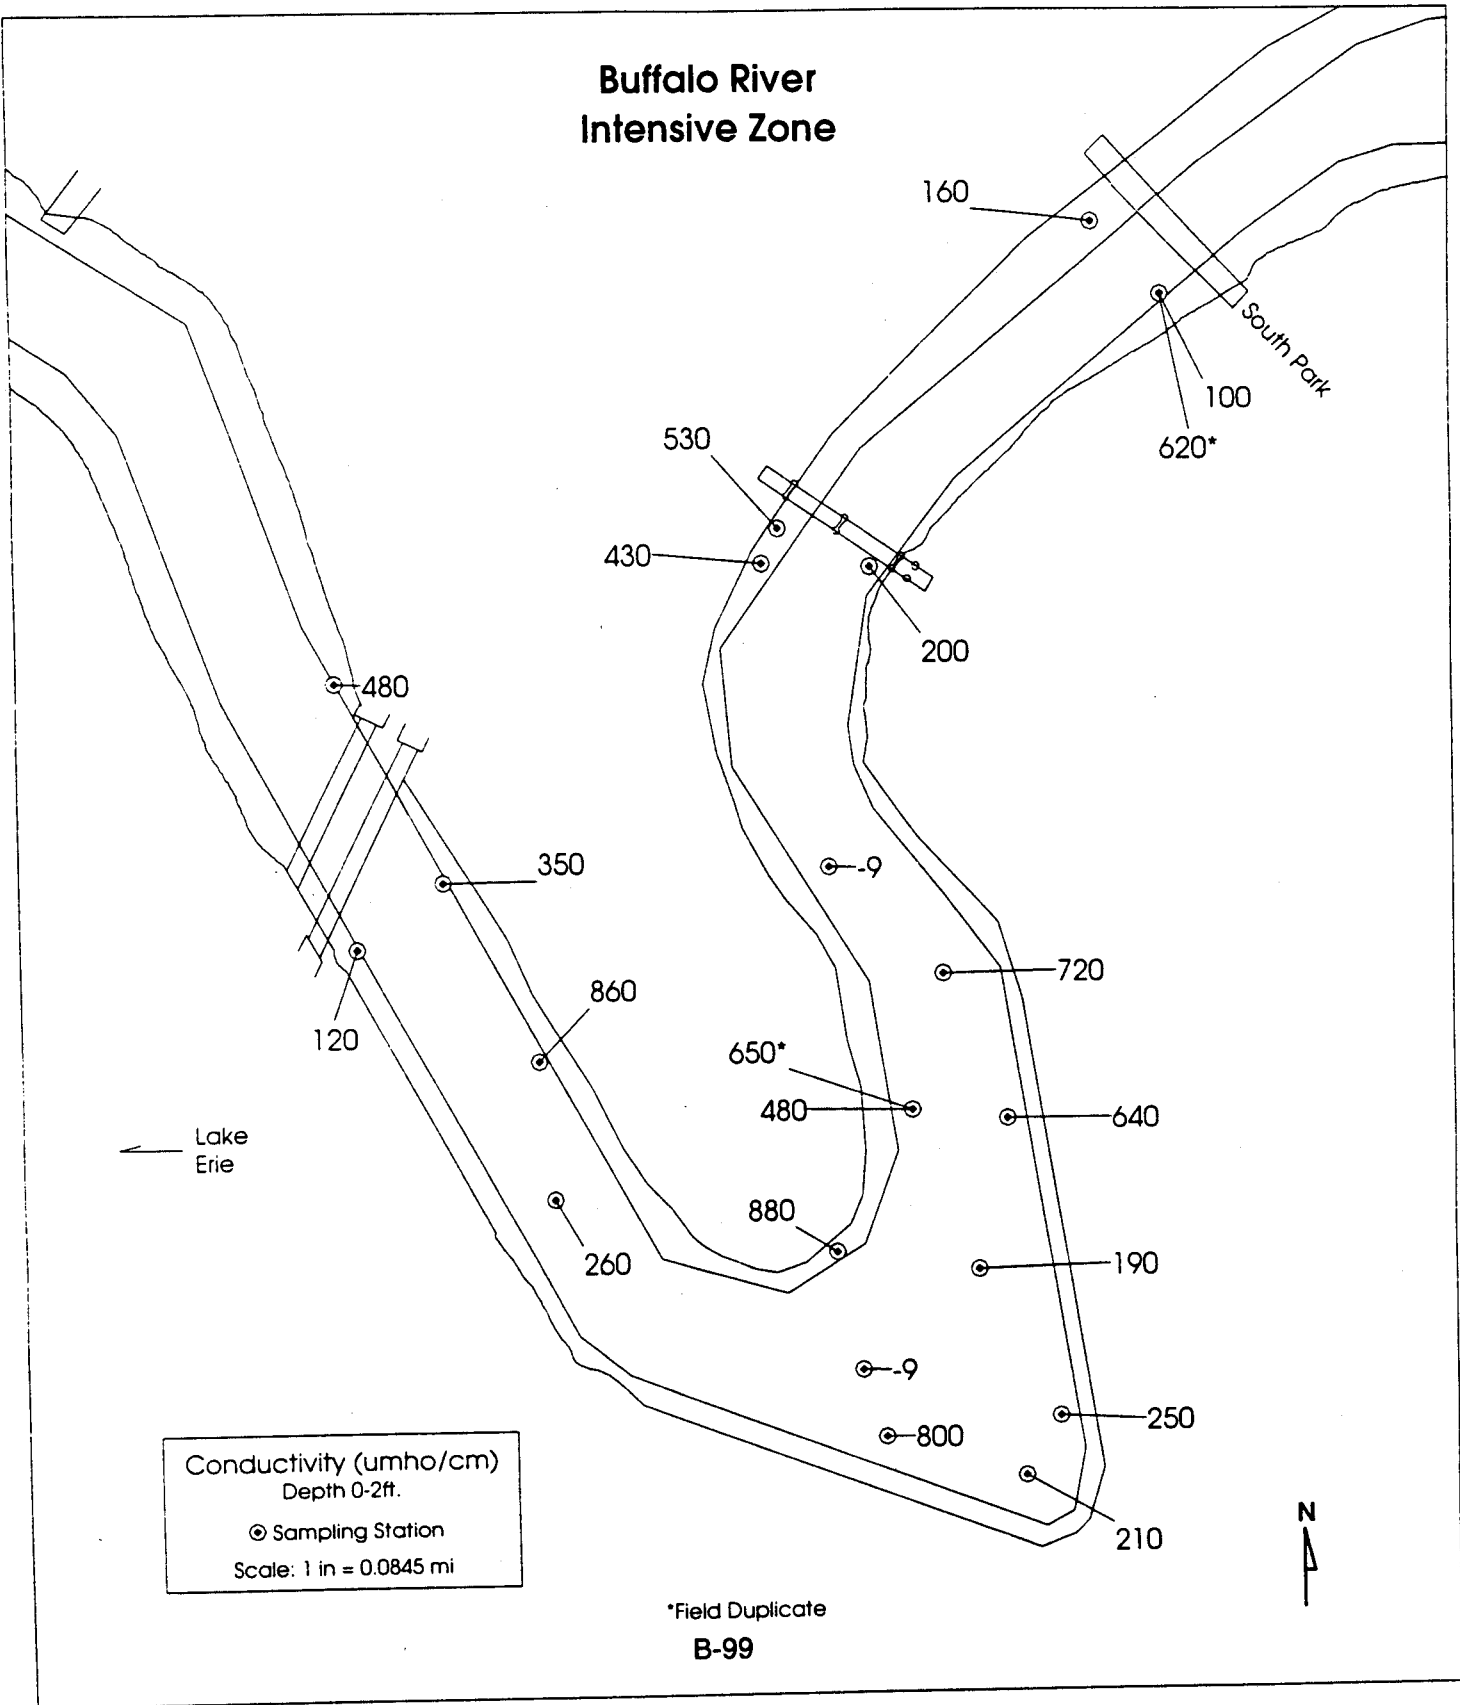 Buffalo River
Intensive Zone
160
South Park
100
620*
530
430
200
480
350
-9
720
860
120
650*
480
640
Lake
Erie
880
260
190
-9
250
800
210
Conductivity (umho/cm)
Depth 0-2ft.
Sampling Station
Scale: 1 in = 0.0845 mi
N
*Field Duplicate
B-99